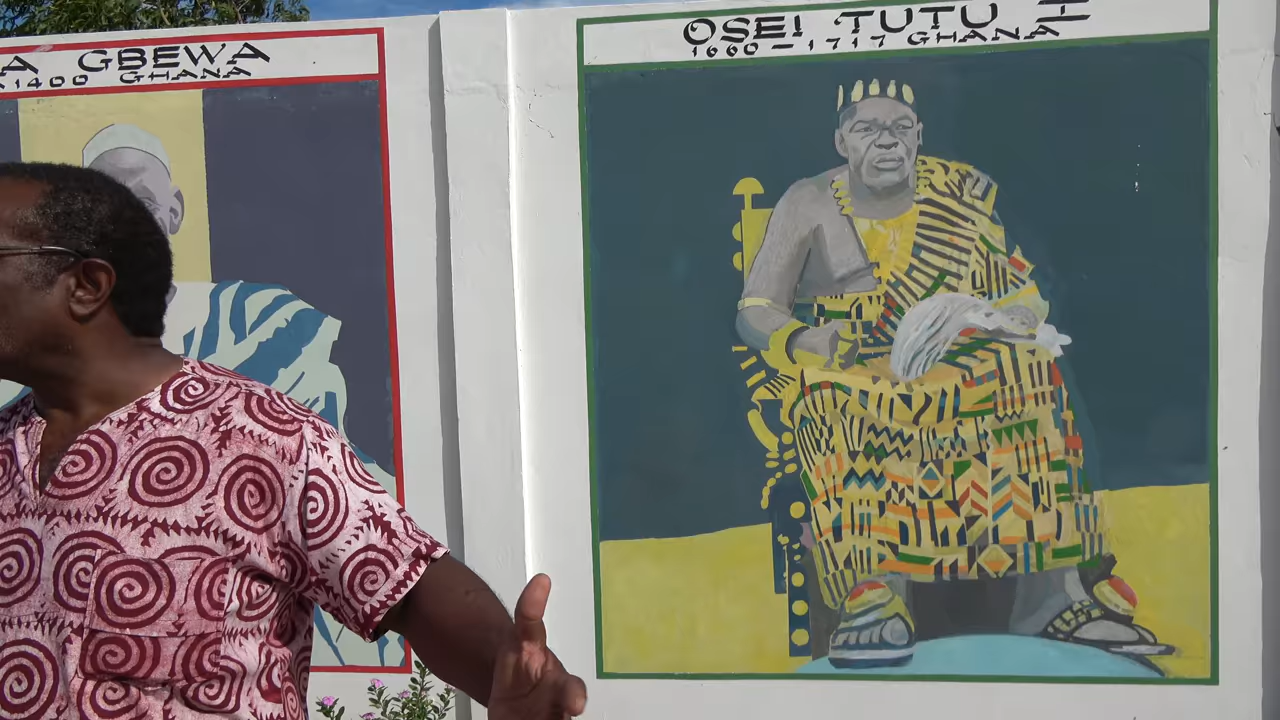 A GBEWA
1400 GHANA
OSEI TUTU I
1660-1717 GHANA